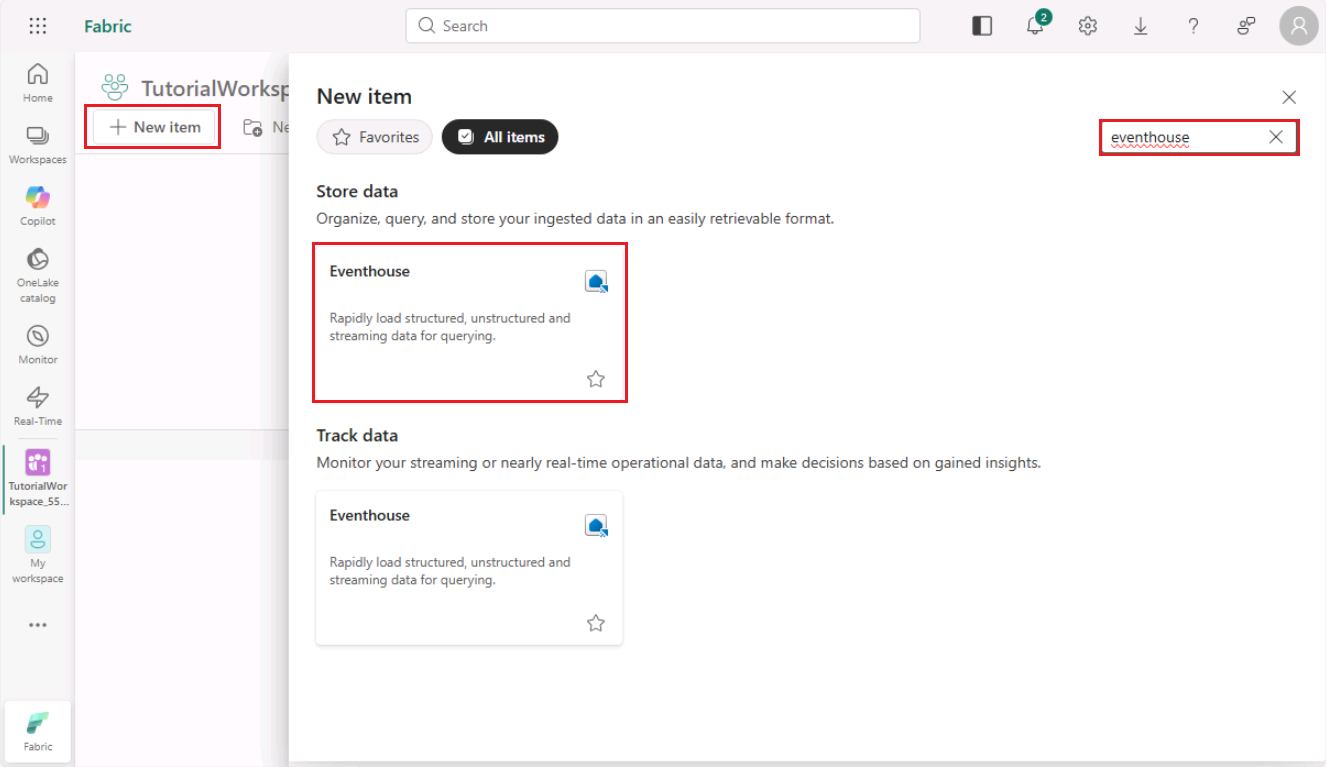 Fabric
Search
2
Home
Workspaces
Copilot
OneLake
catalog
Monitor
Real-Time
1
TutorialWor
kspace_55...
My
workspace
Fabric
TutorialWorksp
New item
Ne
New item
Favorites
All items
eventhouse
Store data
Organize, query, and store your ingested data in an easily retrievable format.
Eventhouse
Rapidly load structured, unstructured and
streaming data for querying.
Track data
Monitor your streaming or nearly real-time operational data, and make decisions based on gained insights.
Eventhouse
Rapidly load structured, unstructured and
streaming data for querying.